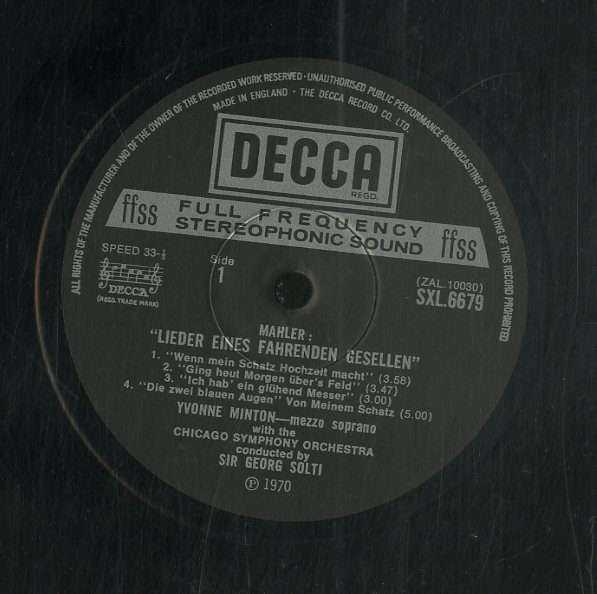 ALL RIGHTS OF THE MANUFACTURER AND OF THE OWNER OF THE RECORDED WORK RESERVED · UNAUTHORISED PUBLIC PERFORMANCE BROADCASTING AND COPYING OF THIS RECORD PROHIBITED
MADE IN ENGLAND · THE DECCA RECORD CO. LTD.
DECCA
REGD.
ffss FULL FREQUENCY ffss
STEREOPHONIC SOUND
SPEED 33-⅓
DECCA
(REGD. TRADE MARK)
Side
1
(ZAL.10030)
SXL.6679
MAHLER:
"LIEDER EINES FAHRENDEN GESELLEN"
1. "Wenn mein Schatz Hochzeit macht" (3.58)
2. "Ging heut Morgen über's Feld" (3.47)
3. "Ich hab' ein glühend Messer" (3.00)
4. "Die zwei blauen Augen" Von Meinem Schatz (5.00)
YVONNE MINTON—mezzo soprano
with the
CHICAGO SYMPHONY ORCHESTRA
conducted by
SIR GEORG SOLTI
℗ 1970